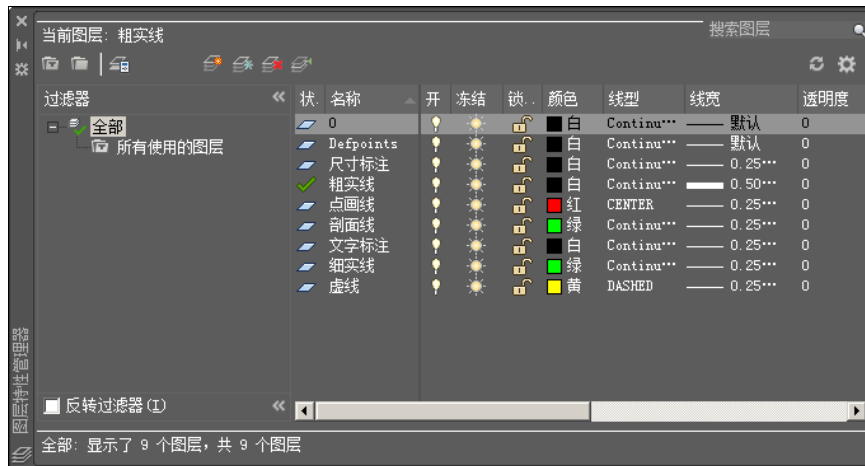 当前图层: 粗实线
搜索图层
过滤器
全部
所有使用的图层
反转过滤器(I)
状. 名称 开 冻结 锁.. 颜色 线型 线宽 透明度
0 白 Continu… 默认 0
Defpoints 白 Continu… 默认 0
尺寸标注 白 Continu… 0.25… 0
粗实线 白 Continu… 0.50… 0
点画线 红 CENTER 0.25… 0
剖面线 绿 Continu… 0.25… 0
文字标注 白 Continu… 0.25… 0
细实线 绿 Continu… 0.25… 0
虚线 黄 DASHED 0.25… 0
图层特性管理器
全部: 显示了 9 个图层，共 9 个图层